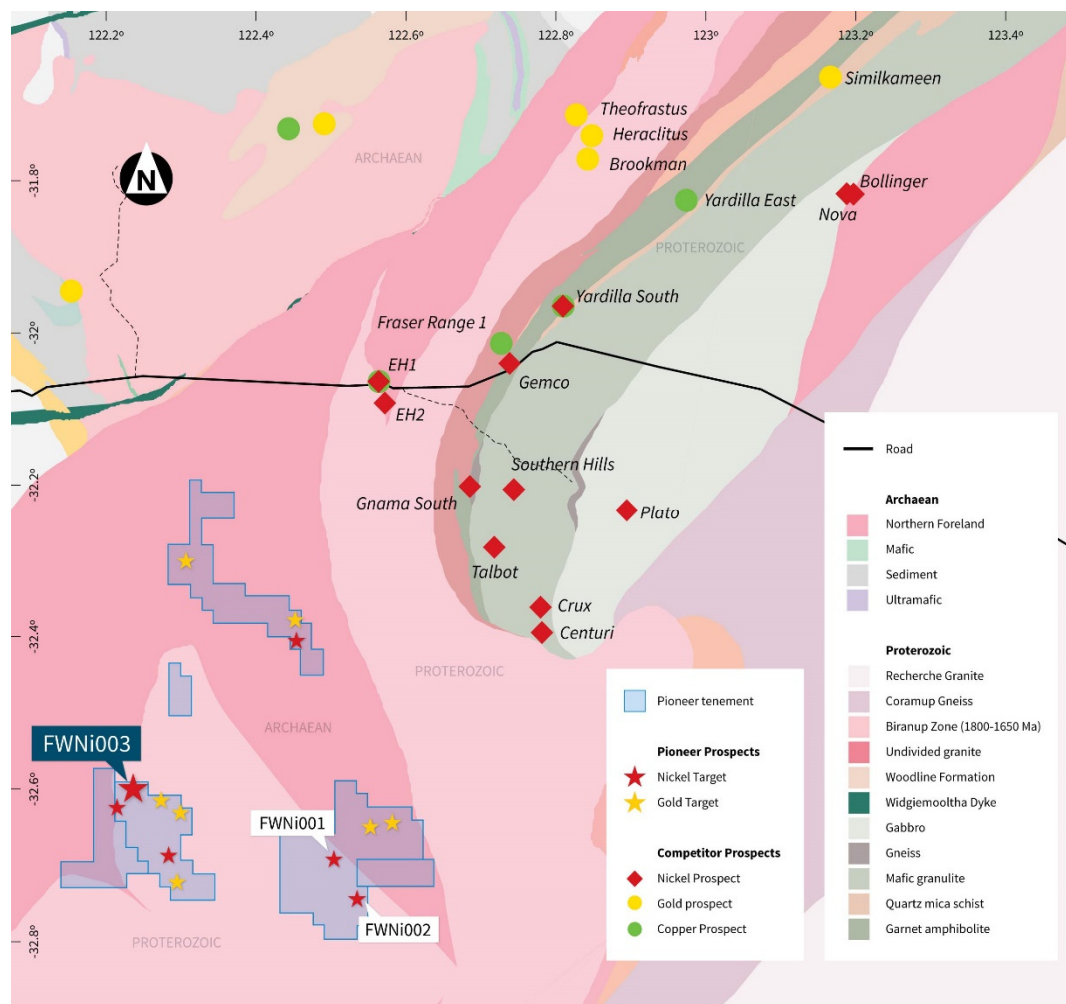 122.2º
122.4º
122.6º
122.8º
123º
123.2º
123.4º
Similkameen
Theofrastus
Heraclitus
Brookman
ARCHAEAN
N
-31.8º
Bollinger
Nova
Yardilla East
PROTEROZOIC
Yardilla South
Fraser Range 1
-32º
EH1
Gemco
EH2
Southern Hills
-32.2º
Gnama South
Plato
Talbot
Crux
Centuri
-32.4º
PROTEROZOIC
ARCHAEAN
FWNi003
-32.6º
FWNi001
FWNi002
-32.8º
PROTEROZOIC
Pioneer tenement
Pioneer Prospects
Nickel Target
Gold Target
Competitor Prospects
Nickel Prospect
Gold prospect
Copper Prospect
Road
Archaean
Northern Foreland
Mafic
Sediment
Ultramafic
Proterozoic
Recherche Granite
Coramup Gneiss
Biranup Zone (1800-1650 Ma)
Undivided granite
Woodline Formation
Widgiemooltha Dyke
Gabbro
Gneiss
Mafic granulite
Quartz mica schist
Garnet amphibolite